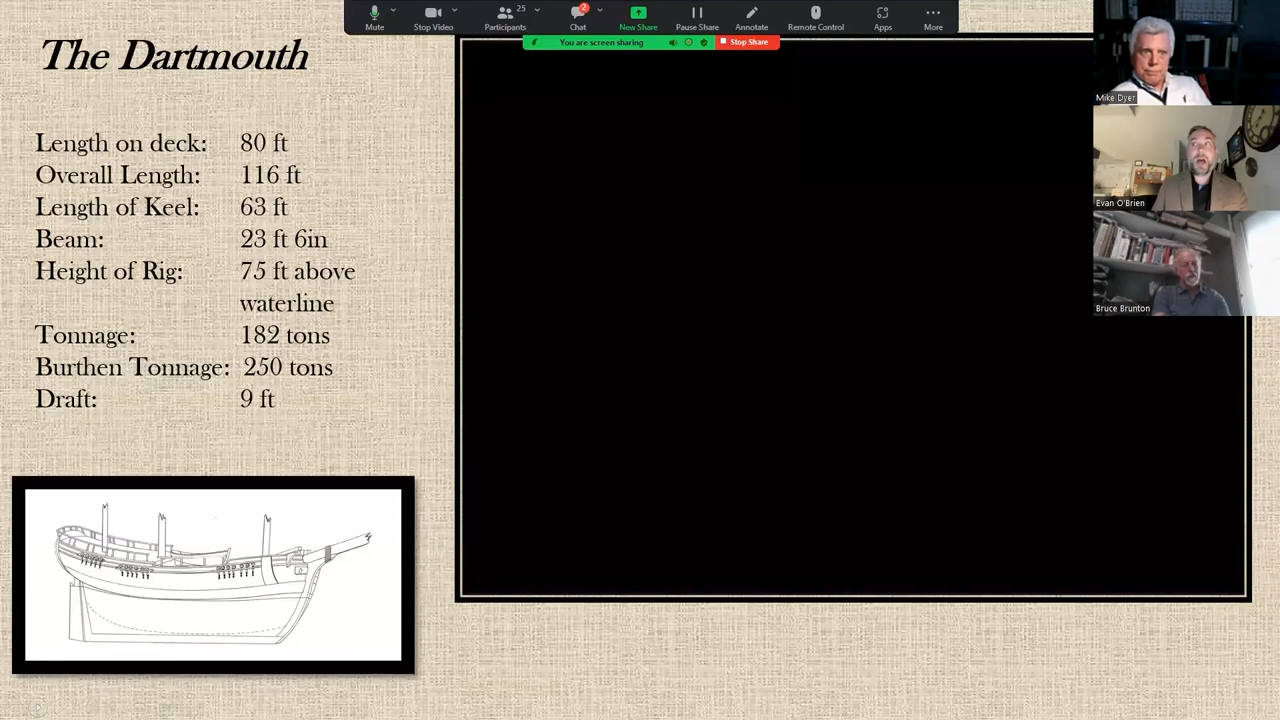 The Dartmouth
Length on deck: 80 ft
Overall Length: 116 ft
Length of Keel: 63 ft
Beam: 23 ft 6in
Height of Rig: 75 ft above
waterline
Tonnage: 182 tons
Burthen Tonnage: 250 tons
Draft: 9 ft
25
2
Mute
Stop Video
Participants
Chat
New Share
Pause Share
Annotate
Remote Control
Apps
More
You are screen sharing
Stop Share
Mike Dyer
Evan O'Brien
Bruce Brunton